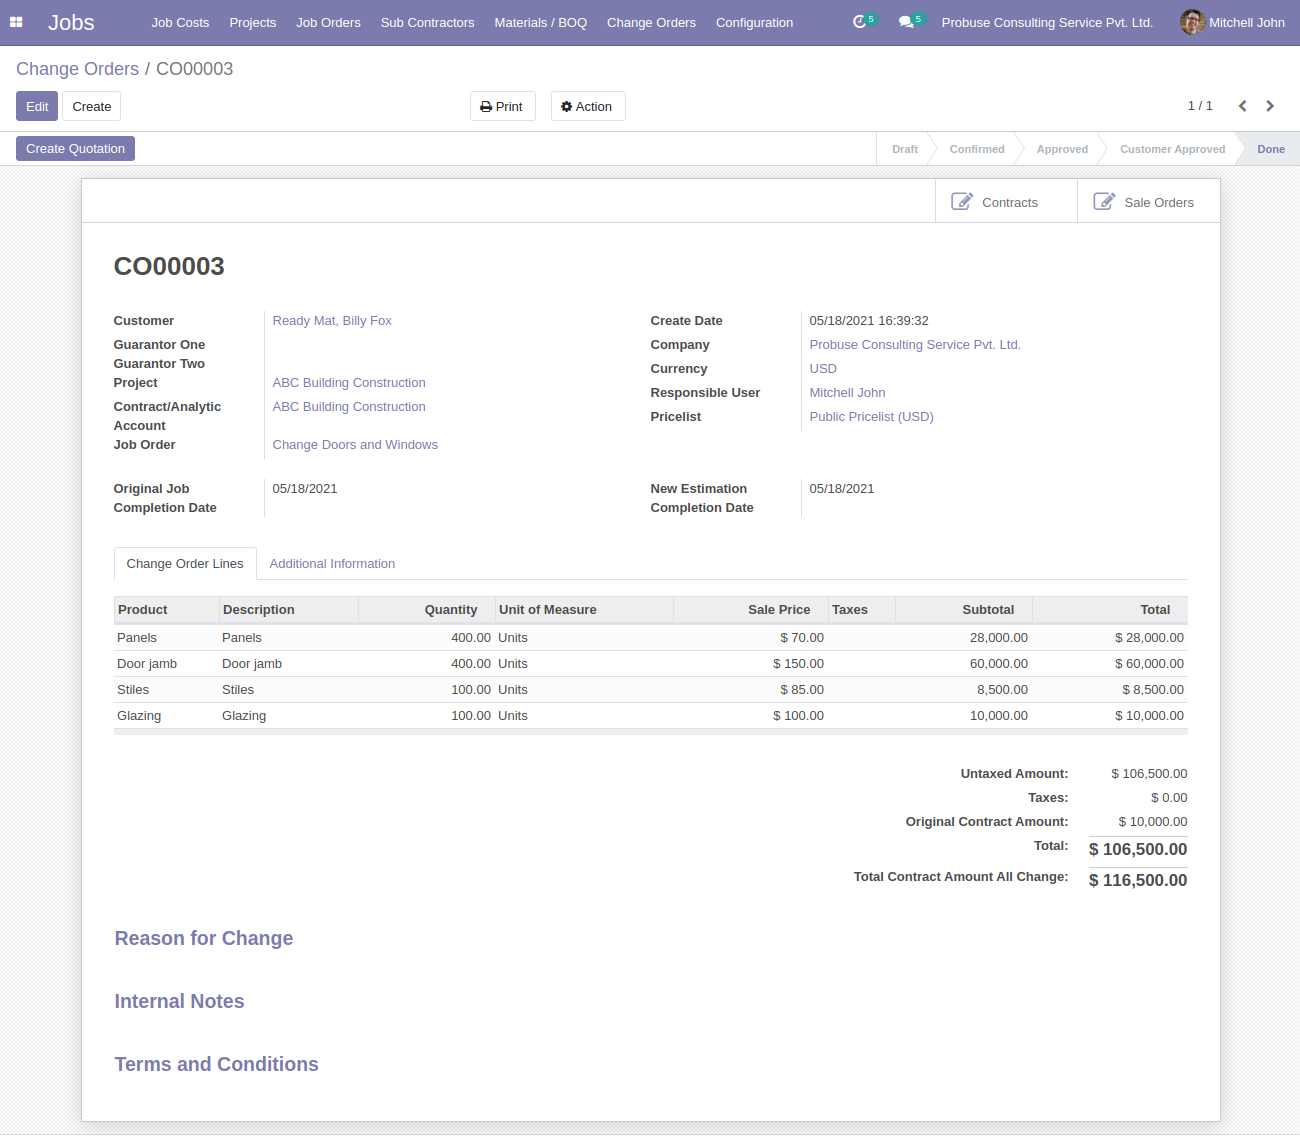 Jobs Job Costs Projects Job Orders Sub Contractors Materials / BOQ Change Orders Configuration 5 5 Probuse Consulting Service Pvt. Ltd. Mitchell John
Change Orders / CO00003
Edit Create Print Action 1 / 1
Create Quotation Draft Confirmed Approved Customer Approved Done
Contracts Sale Orders
CO00003
Customer Ready Mat, Billy Fox
Guarantor One
Guarantor Two
Project ABC Building Construction
Contract/Analytic ABC Building Construction
Account
Job Order Change Doors and Windows
Create Date 05/18/2021 16:39:32
Company Probuse Consulting Service Pvt. Ltd.
Currency USD
Responsible User Mitchell John
Pricelist Public Pricelist (USD)
Original Job 05/18/2021
Completion Date
New Estimation 05/18/2021
Completion Date
Change Order Lines Additional Information
Product Description Quantity Unit of Measure Sale Price Taxes Subtotal Total
Panels Panels 400.00 Units $ 70.00 28,000.00 $ 28,000.00
Door jamb Door jamb 400.00 Units $ 150.00 60,000.00 $ 60,000.00
Stiles Stiles 100.00 Units $ 85.00 8,500.00 $ 8,500.00
Glazing Glazing 100.00 Units $ 100.00 10,000.00 $ 10,000.00
Untaxed Amount: $ 106,500.00
Taxes: $ 0.00
Original Contract Amount: $ 10,000.00
Total: $ 106,500.00
Total Contract Amount All Change: $ 116,500.00
Reason for Change
Internal Notes
Terms and Conditions